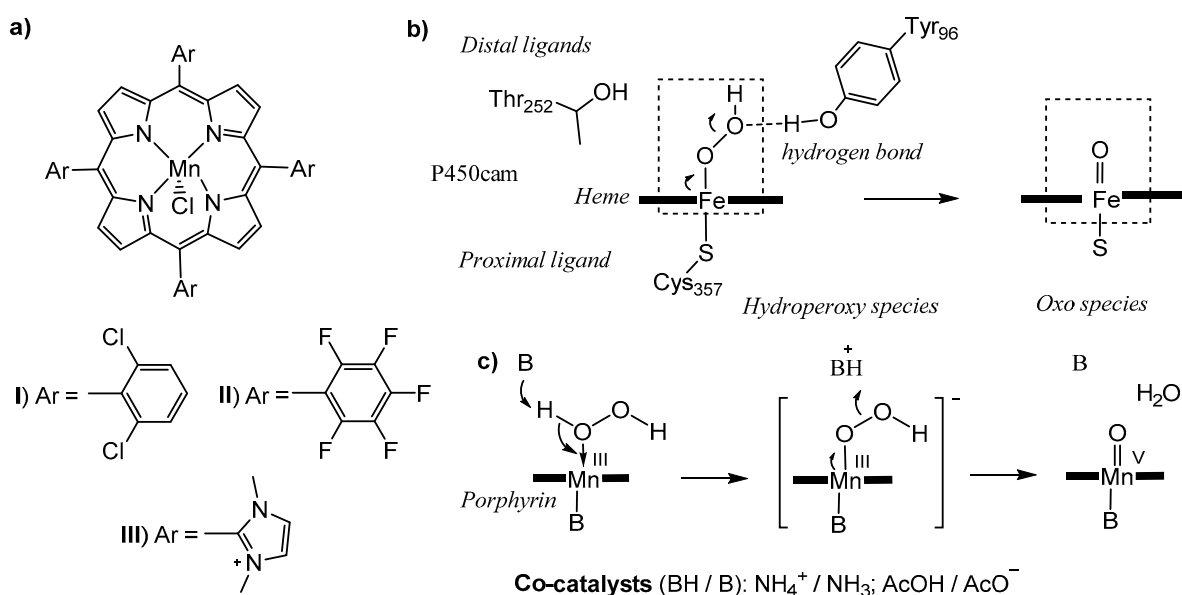 a)
Ar
Ar
Ar
Ar
N
N
N
N
Mn
Cl
I) Ar =
Cl
Cl
II) Ar =
F
F
F
F
F
III) Ar =
N
N
+
b)
Distal ligands
Thr252
OH
P450cam
Heme
Proximal ligand
H
O
O
Fe
S
Cys357
H
O
Tyr96
hydrogen bond
Hydroperoxy species
O
Fe
S
Oxo species
c)
B
H
O
O
H
III
Mn
B
Porphyrin
+
BH
O
O
H
III
Mn
B
−
B
H2O
O
V
Mn
B
Co-catalysts (BH / B): NH4+ / NH3; AcOH / AcO−